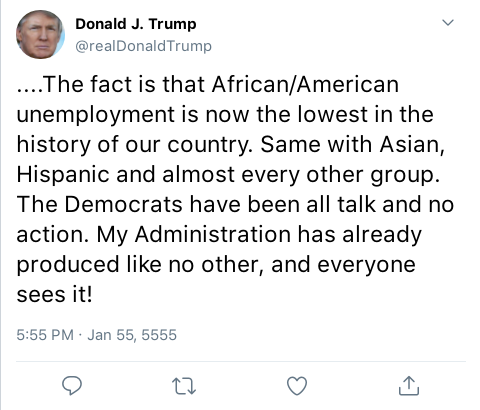 Donald J. Trump
@realDonaldTrump
....The fact is that African/American
unemployment is now the lowest in the
history of our country. Same with Asian,
Hispanic and almost every other group.
The Democrats have been all talk and no
action. My Administration has already
produced like no other, and everyone
sees it!
5:55 PM · Jan 55, 5555